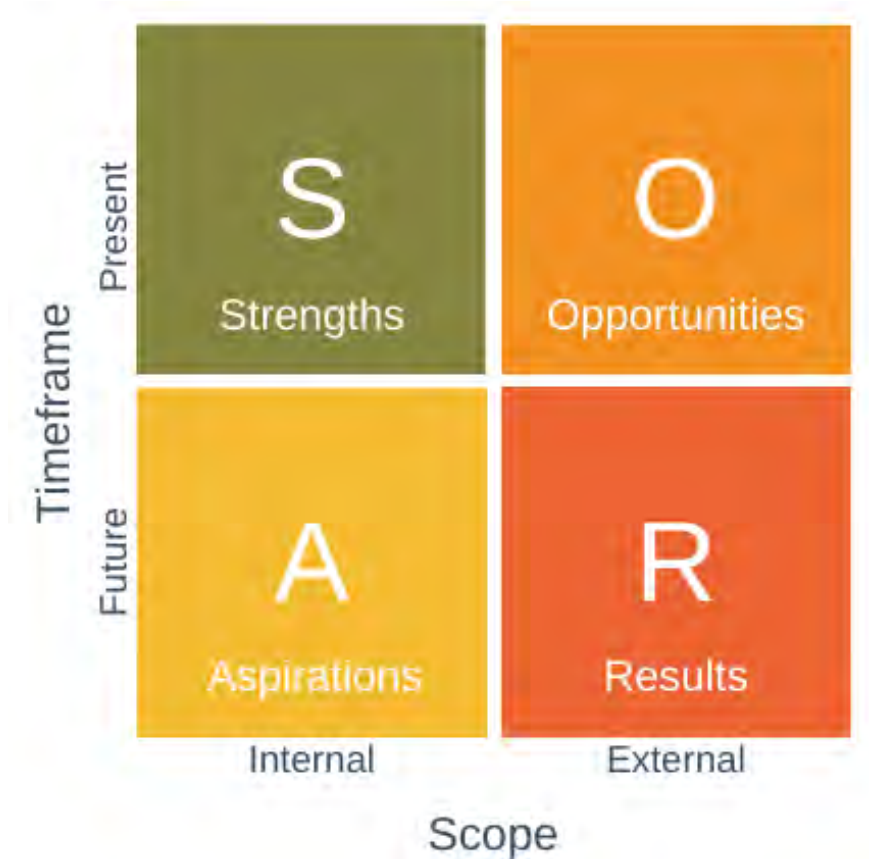 S
Strengths
O
Opportunities
A
Aspirations
R
Results
Present
Future
Timeframe
Internal
External
Scope